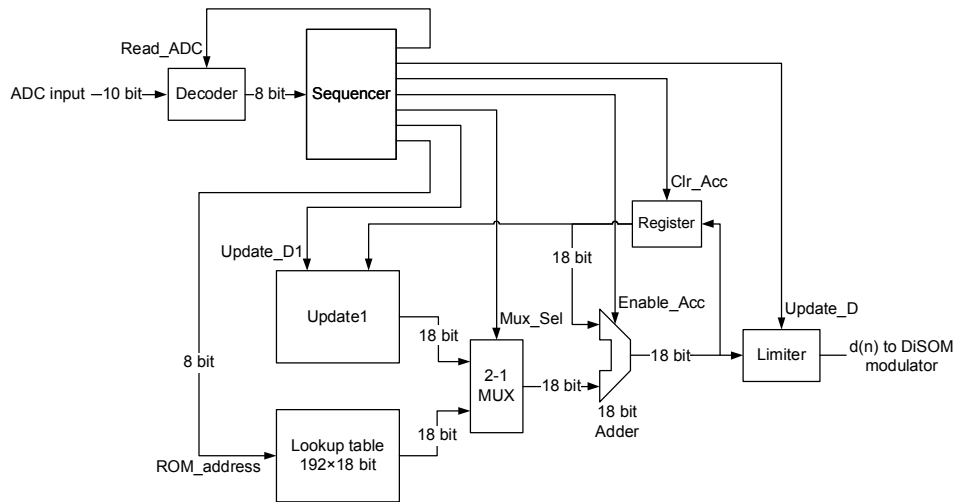 Read_ADC
ADC input
10 bit
Decoder
8 bit
Sequencer
Clr_Acc
Register
Update_D1
18 bit
Update1
18 bit
Mux_Sel
Enable_Acc
Update_D
8 bit
2-1
MUX
18 bit
18 bit
Limiter
d(n) to DiSOM
modulator
18 bit
Adder
Lookup table
192×18 bit
18 bit
ROM_address